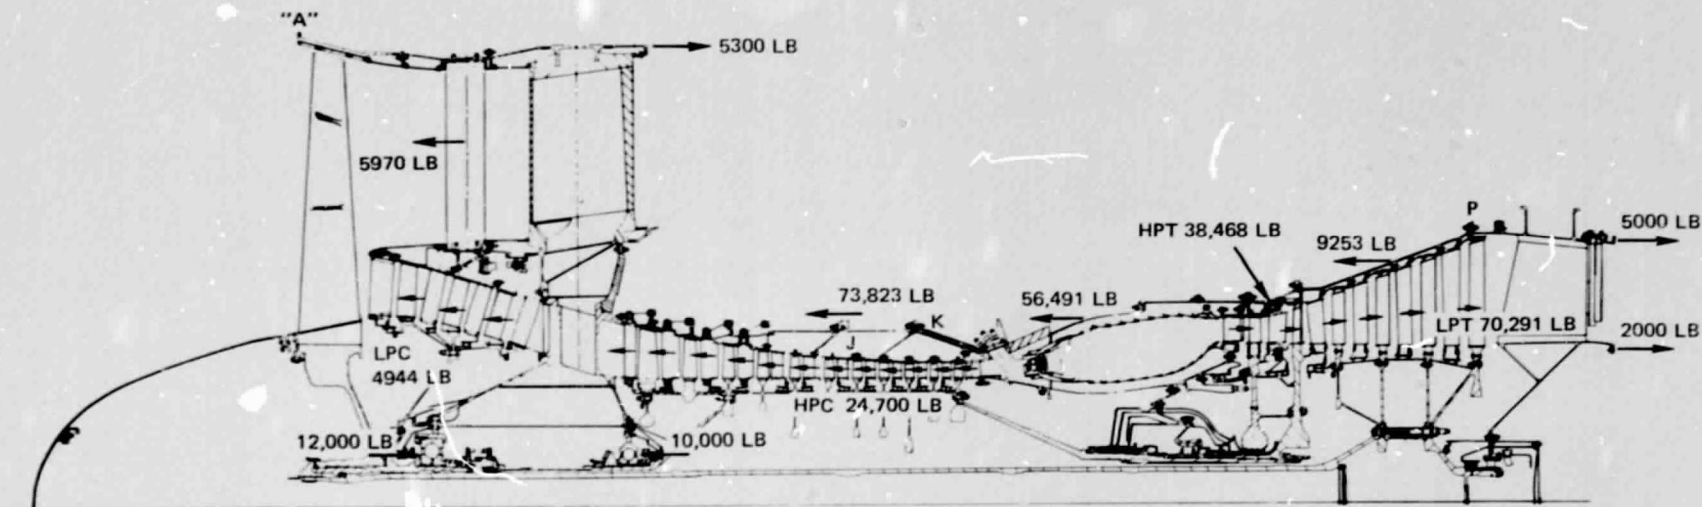 "A"
5300 LB
5970 LB
P
5000 LB
HPT 38,468 LB
9253 LB
73,823 LB
56,491 LB
K
J
LPC
4944 LB
LPT 70,291 LB
2000 LB
HPC 24,700 LB
12,000 LB
10,000 LB